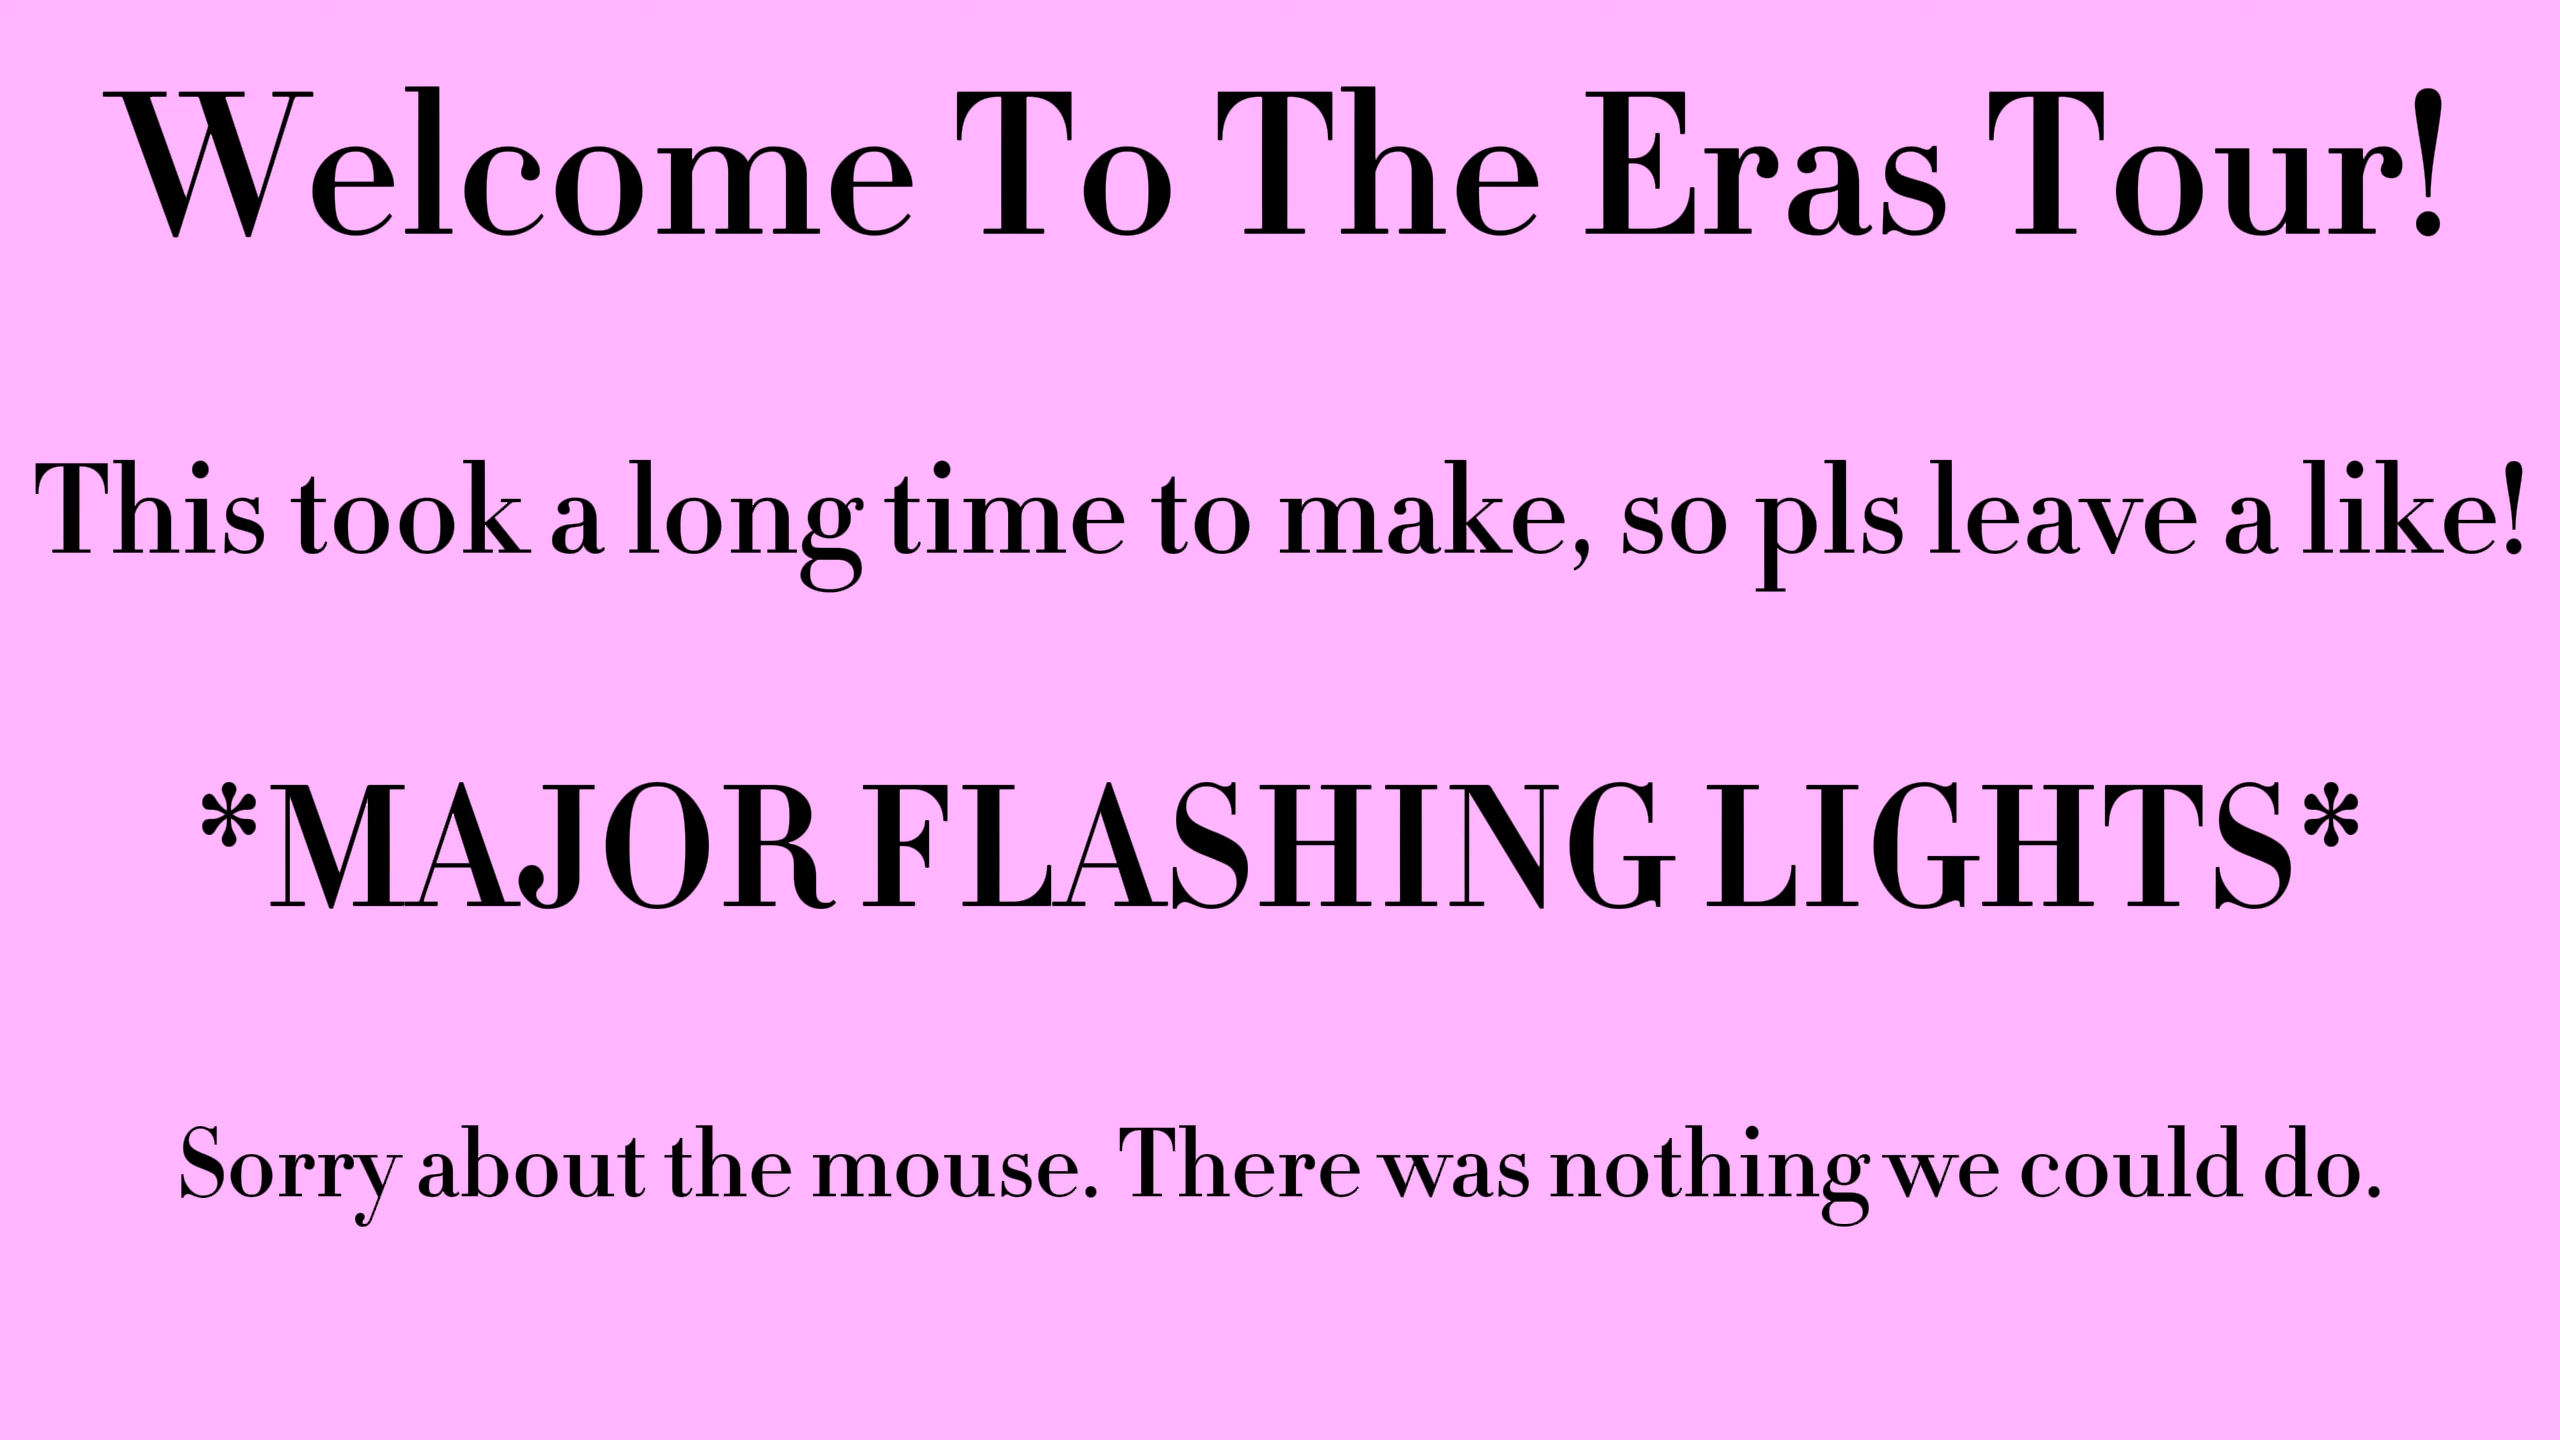 Welcome To The Eras Tour!
This took a long time to make, so pls leave a like!
*MAJOR FLASHING LIGHTS*
Sorry about the mouse. There was nothing we could do.